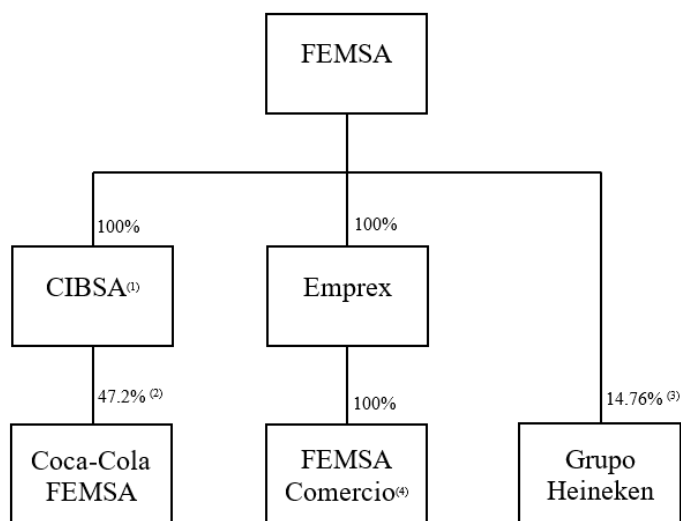 FEMSA
100%
100%
CIBSA(1)
Emprex
47.2% (2)
100%
14.76% (3)
Coca-Cola
FEMSA
FEMSA
Comercio(4)
Grupo
Heineken